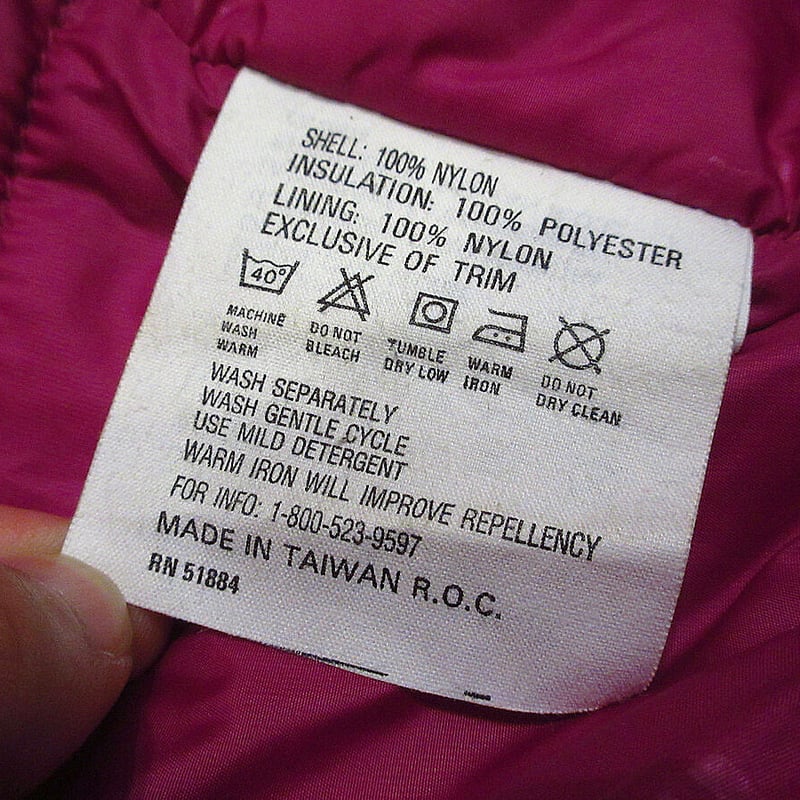 SHELL: 100% NYLON
INSULATION: 100% POLYESTER
LINING: 100% NYLON
EXCLUSIVE OF TRIM
40°
MACHINE WASH WARM
DO NOT BLEACH
TUMBLE DRY LOW
WARM IRON
DO NOT DRY CLEAN
WASH SEPARATELY
WASH GENTLE CYCLE
USE MILD DETERGENT
WARM IRON WILL IMPROVE REPELLENCY
FOR INFO: 1-800-523-9597
MADE IN TAIWAN R.O.C.
RN 51884